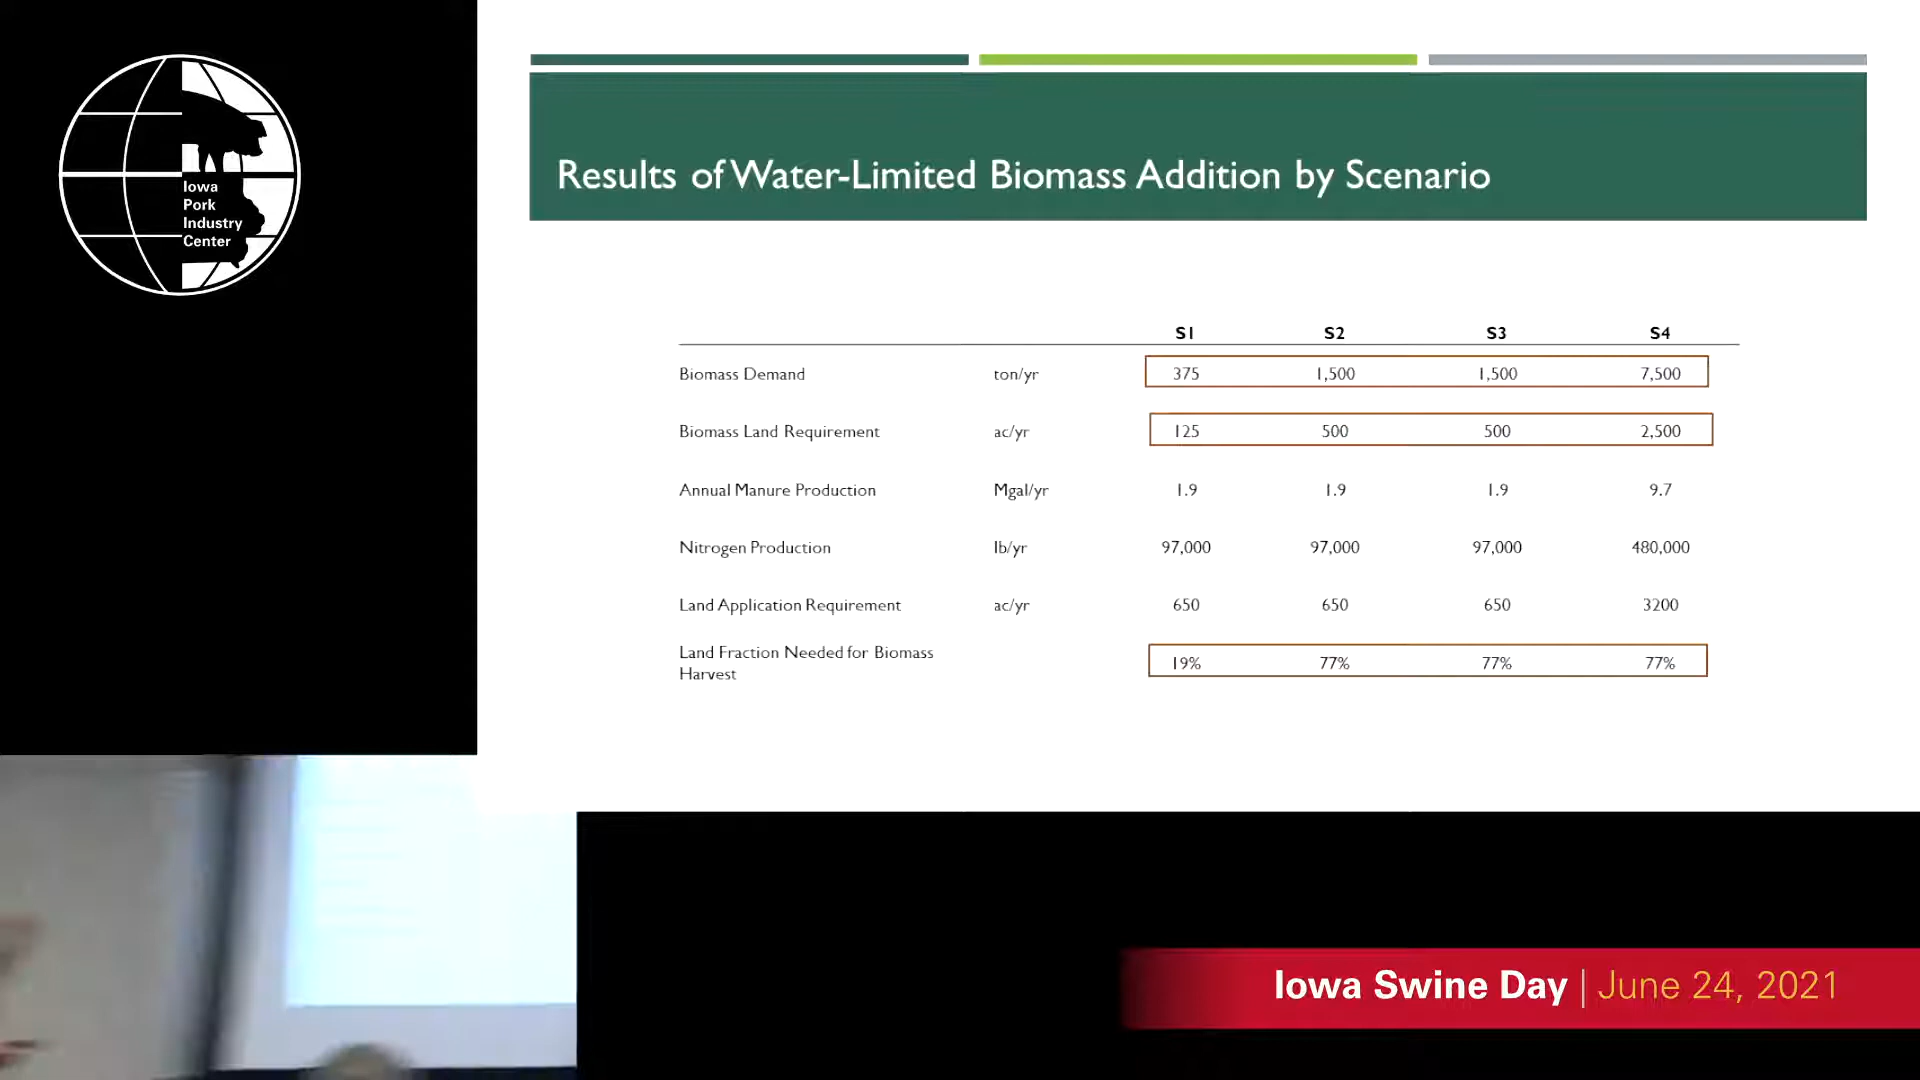 Iowa
Pork
Industry
Center
Results of Water-Limited Biomass Addition by Scenario
S1 S2 S3 S4
Biomass Demand ton/yr 375 1,500 1,500 7,500
Biomass Land Requirement ac/yr 125 500 500 2,500
Annual Manure Production Mgal/yr 1.9 1.9 1.9 9.7
Nitrogen Production lb/yr 97,000 97,000 97,000 480,000
Land Application Requirement ac/yr 650 650 650 3200
Land Fraction Needed for Biomass
Harvest 19% 77% 77% 77%
Iowa Swine Day | June 24, 2021